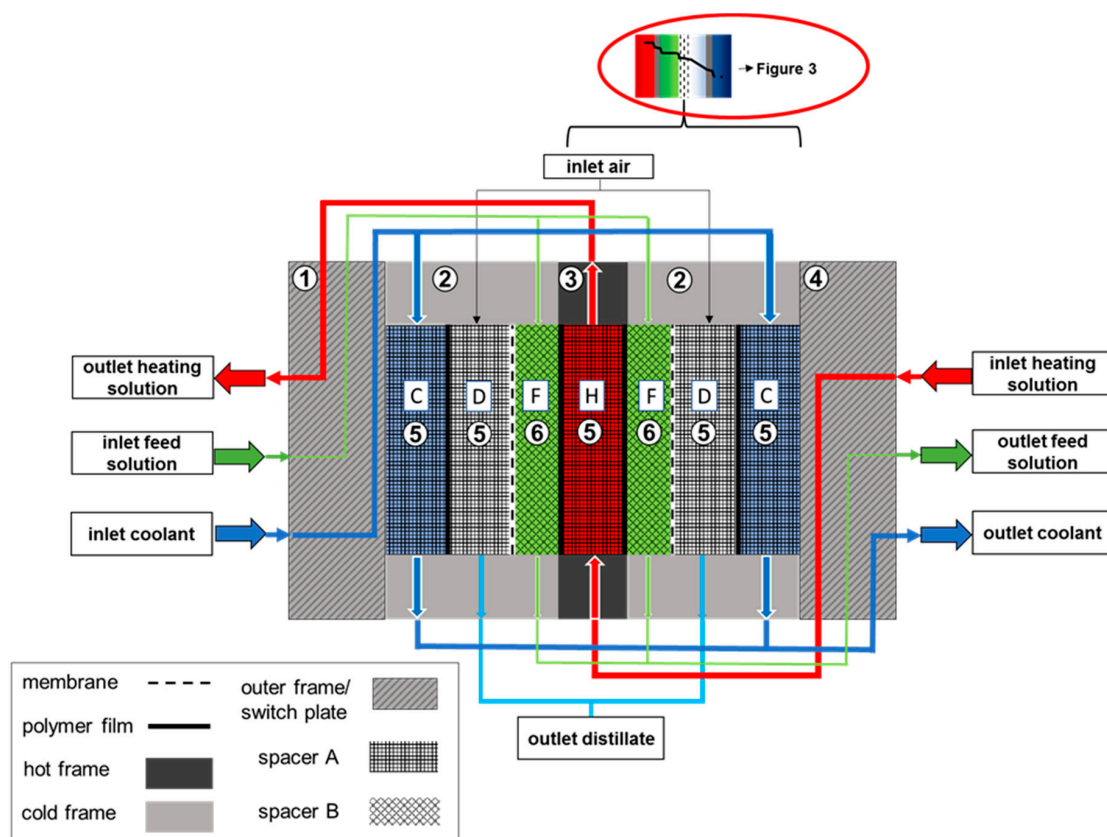 Figure 3
inlet air
1
2
3
2
4
outlet heating
solution
inlet heating
solution
C
D
F
H
F
D
C
5
5
6
5
6
5
5
inlet feed
solution
outlet feed
solution
inlet coolant
outlet coolant
membrane
polymer film
hot frame
cold frame
outer frame/
switch plate
spacer A
spacer B
outlet distillate